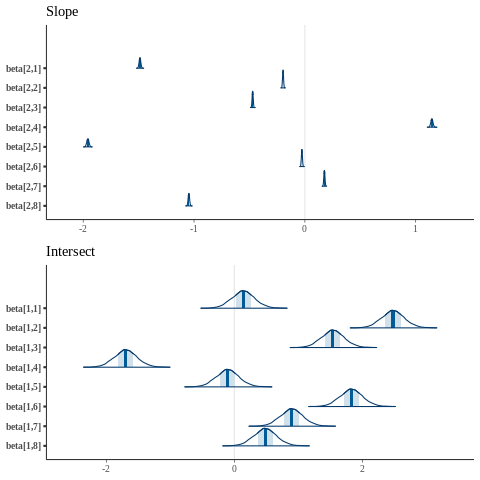 Slope
beta[2,1]
beta[2,2]
beta[2,3]
beta[2,4]
beta[2,5]
beta[2,6]
beta[2,7]
beta[2,8]
-2 -1 0 1
Intersect
beta[1,1]
beta[1,2]
beta[1,3]
beta[1,4]
beta[1,5]
beta[1,6]
beta[1,7]
beta[1,8]
-2 0 2